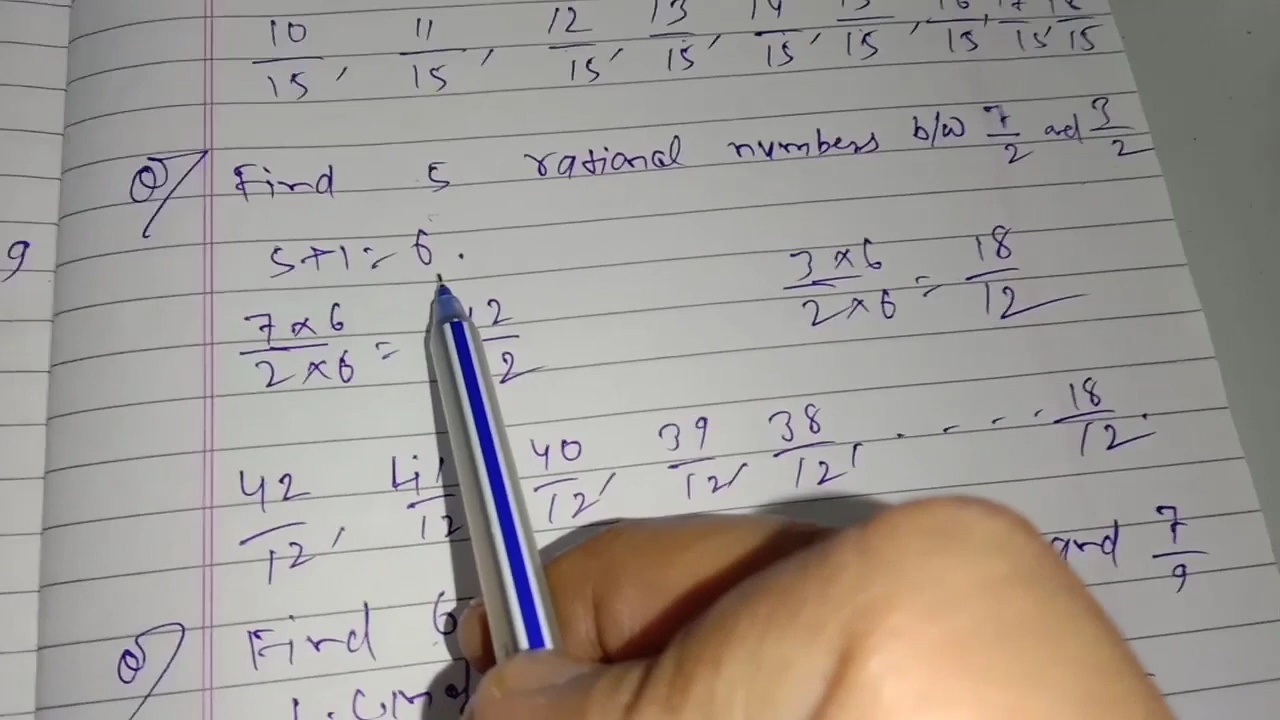 10/15, 11/15, 12/15, 13/15, 14/15, 15/15, 16/15, 17/15, 18/15
Q/ Find 5 rational numbers b/w 7/2 and 3/2
9
5+1=6.
7×6/2×6 = 42/12 3×6/2×6 = 18/12
42/12, 41/12 40/12, 39/12, 38/12, . - - . 18/12.
Q/ Find 6 and 7/9